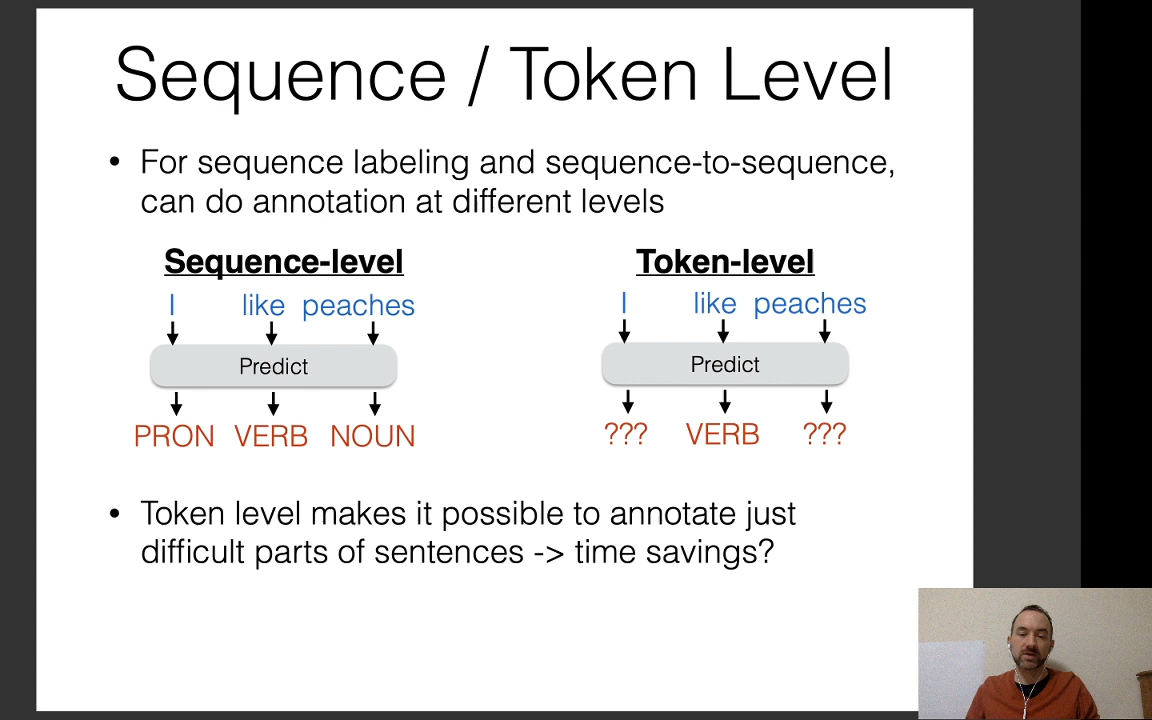 Sequence / Token Level
• For sequence labeling and sequence-to-sequence,
can do annotation at different levels
Sequence-level
I like peaches
Predict
PRON VERB NOUN
Token-level
I like peaches
Predict
??? VERB ???
• Token level makes it possible to annotate just
difficult parts of sentences -> time savings?